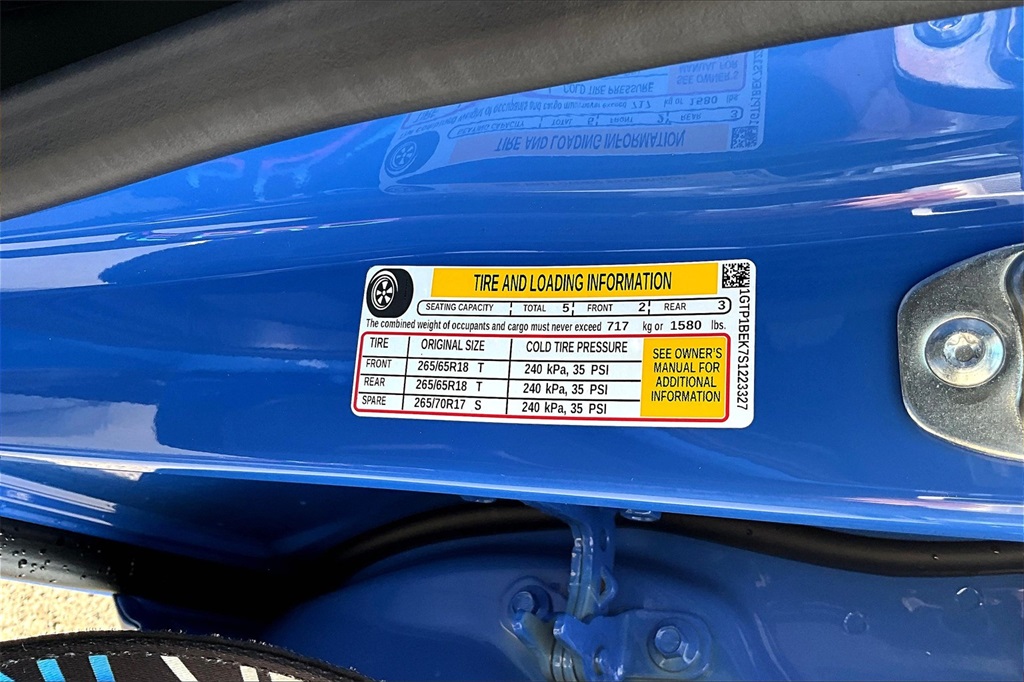 TIRE AND LOADING INFORMATION
SEATING CAPACITY TOTAL 5 FRONT 2 REAR 3
The combined weight of occupants and cargo must never exceed 717 kg or 1580 lbs.
TIRE ORIGINAL SIZE COLD TIRE PRESSURE
FRONT 265/65R18 T 240 kPa, 35 PSI
REAR 265/65R18 T 240 kPa, 35 PSI
SPARE 265/70R17 S 240 kPa, 35 PSI
SEE OWNER'S
MANUAL FOR
ADDITIONAL
INFORMATION
1GTP1BEK7S1223327